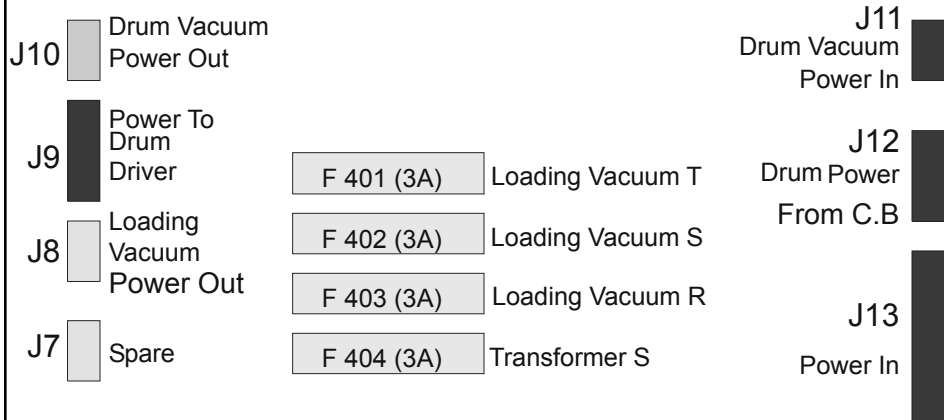 J10
Drum Vacuum
Power Out
J9
Power To
Drum
Driver
J8
Loading
Vacuum
Power Out
J7
Spare
F 401 (3A)
Loading Vacuum T
F 402 (3A)
Loading Vacuum S
F 403 (3A)
Loading Vacuum R
F 404 (3A)
Transformer S
J11
Drum Vacuum
Power In
J12
Drum Power
From C.B
J13
Power In